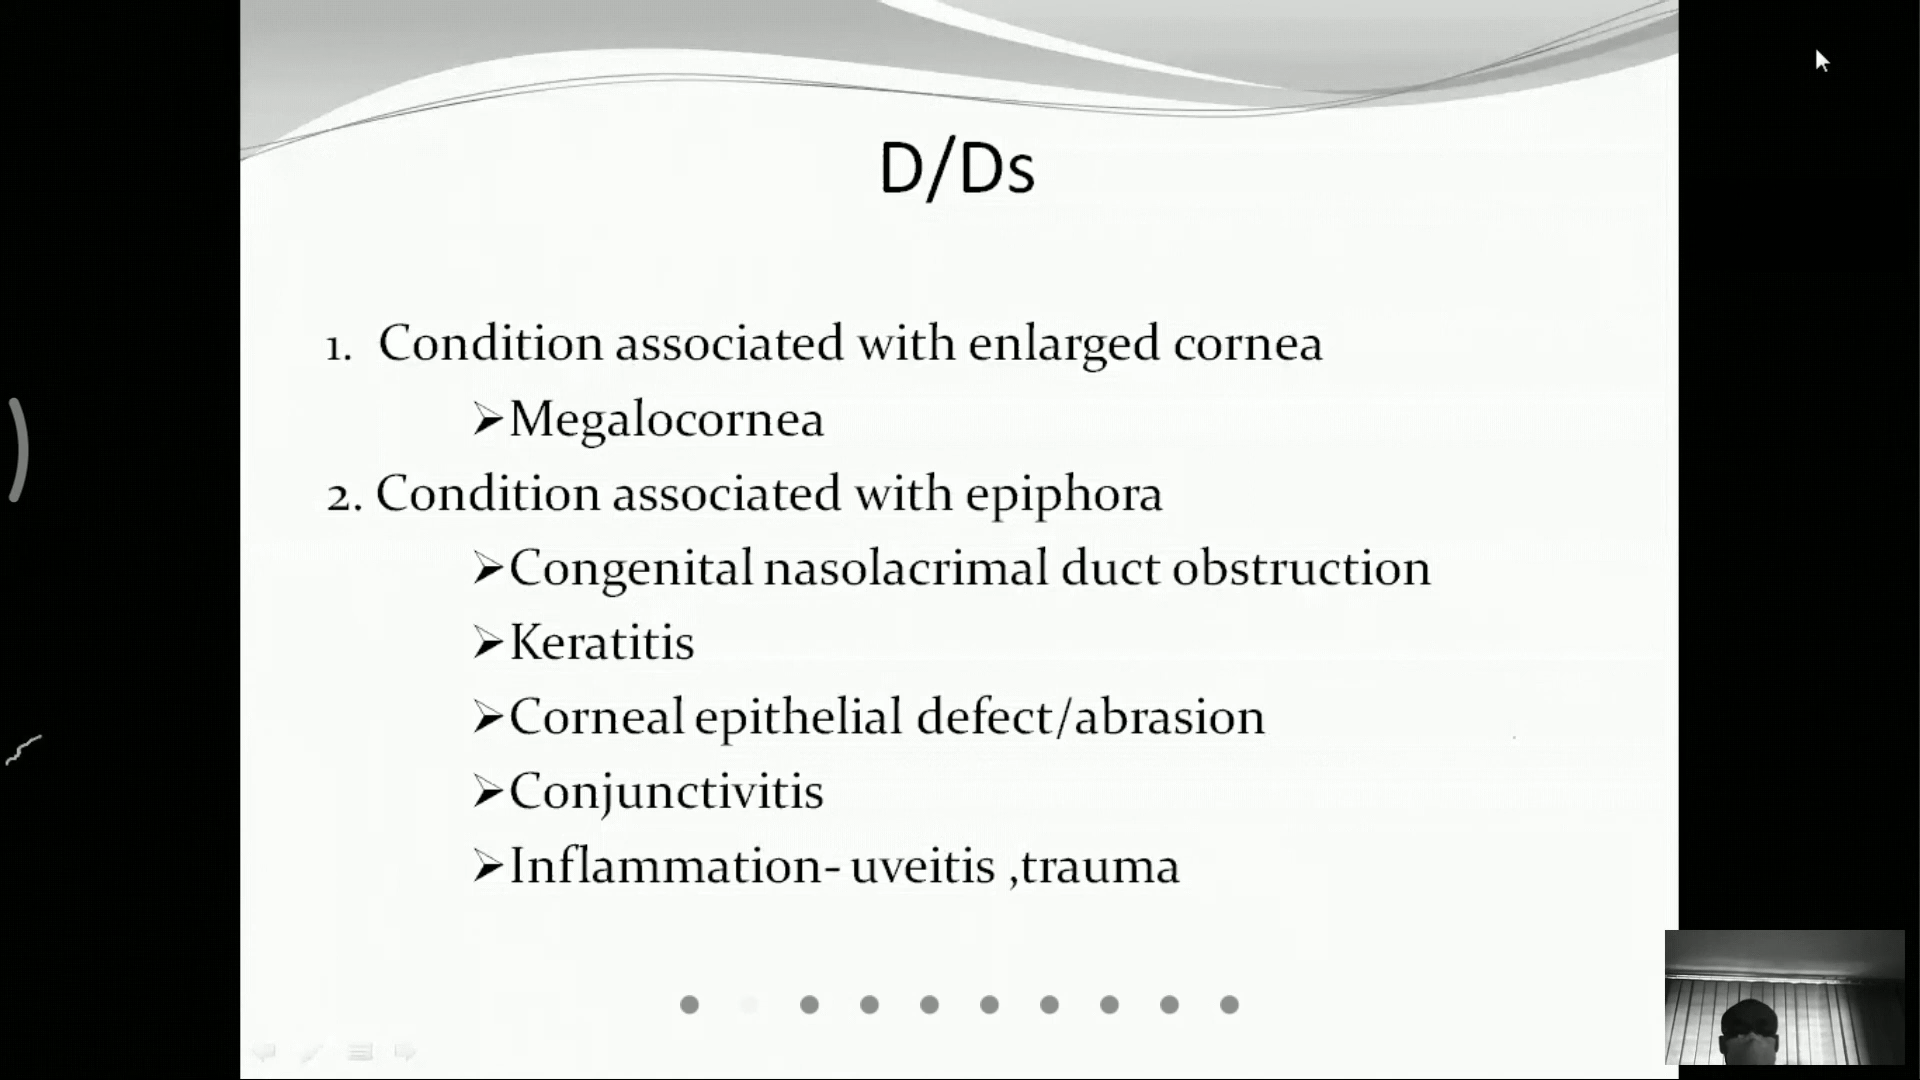 D/Ds
1. Condition associated with enlarged cornea
➢Megalocornea
2. Condition associated with epiphora
➢Congenital nasolacrimal duct obstruction
➢Keratitis
➢Corneal epithelial defect/abrasion
➢Conjunctivitis
➢Inflammation- uveitis ,trauma